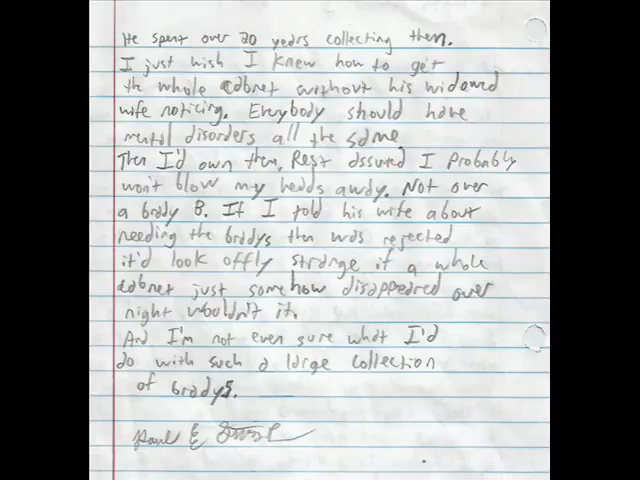 He spent over 20 years collecting them.
I just wish I knew how to get
the whole cabnet without his widowed
wife noticing. Everybody should have
mental disorders all the same
Then I'd own them. Rest assured I probably
won't blow my heads away. Not over
a brady B. If I told his wife about
needing the bradys then was rejected
it'd look offly strange if a whole
cabnet just somehow disappeared over
night wouldn't it.
And I'm not even sure what I'd
do with such a large collection
of bradys.
Paul E